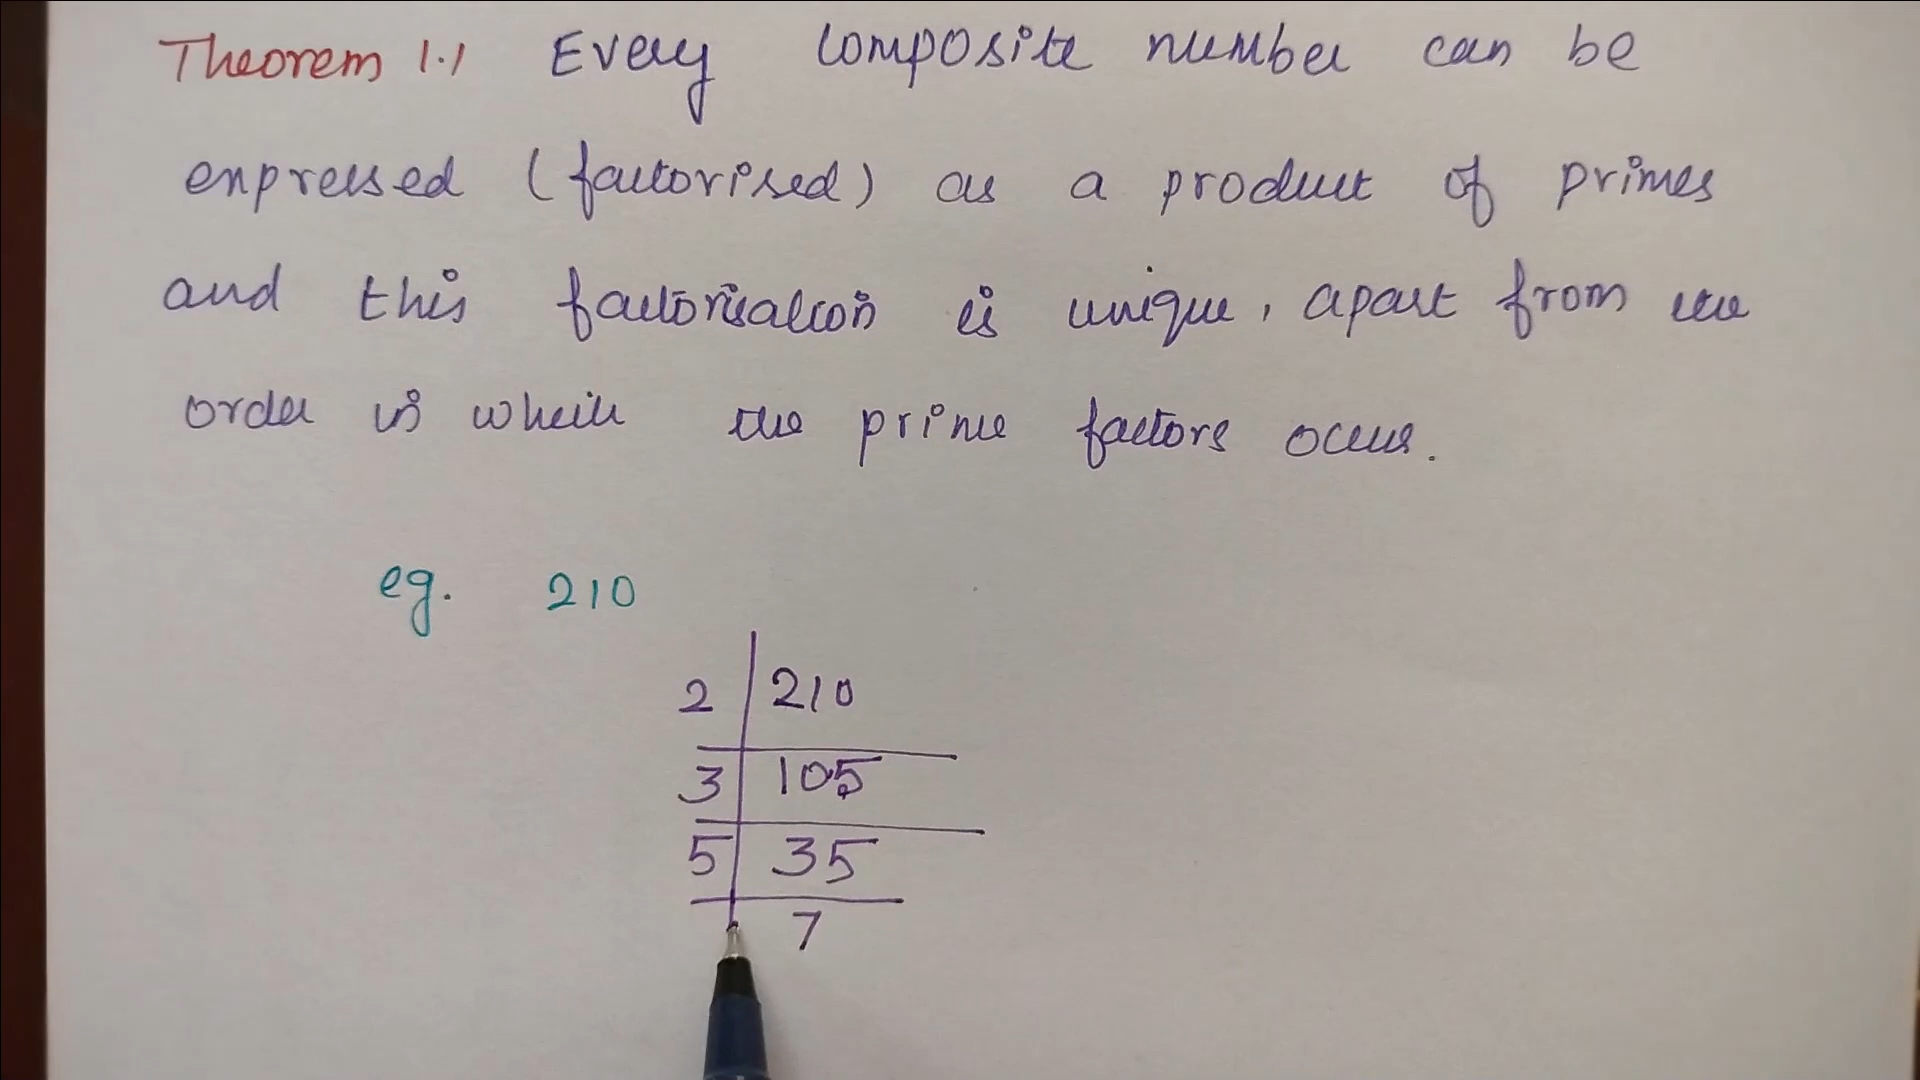 Theorem 1.1 Every composite number can be
expressed (factorised) as a product of primes
and this factorisation is unique, apart from the
order in which the prime factors occur.
eg. 210
2 | 210
3 | 105
5 | 35
7